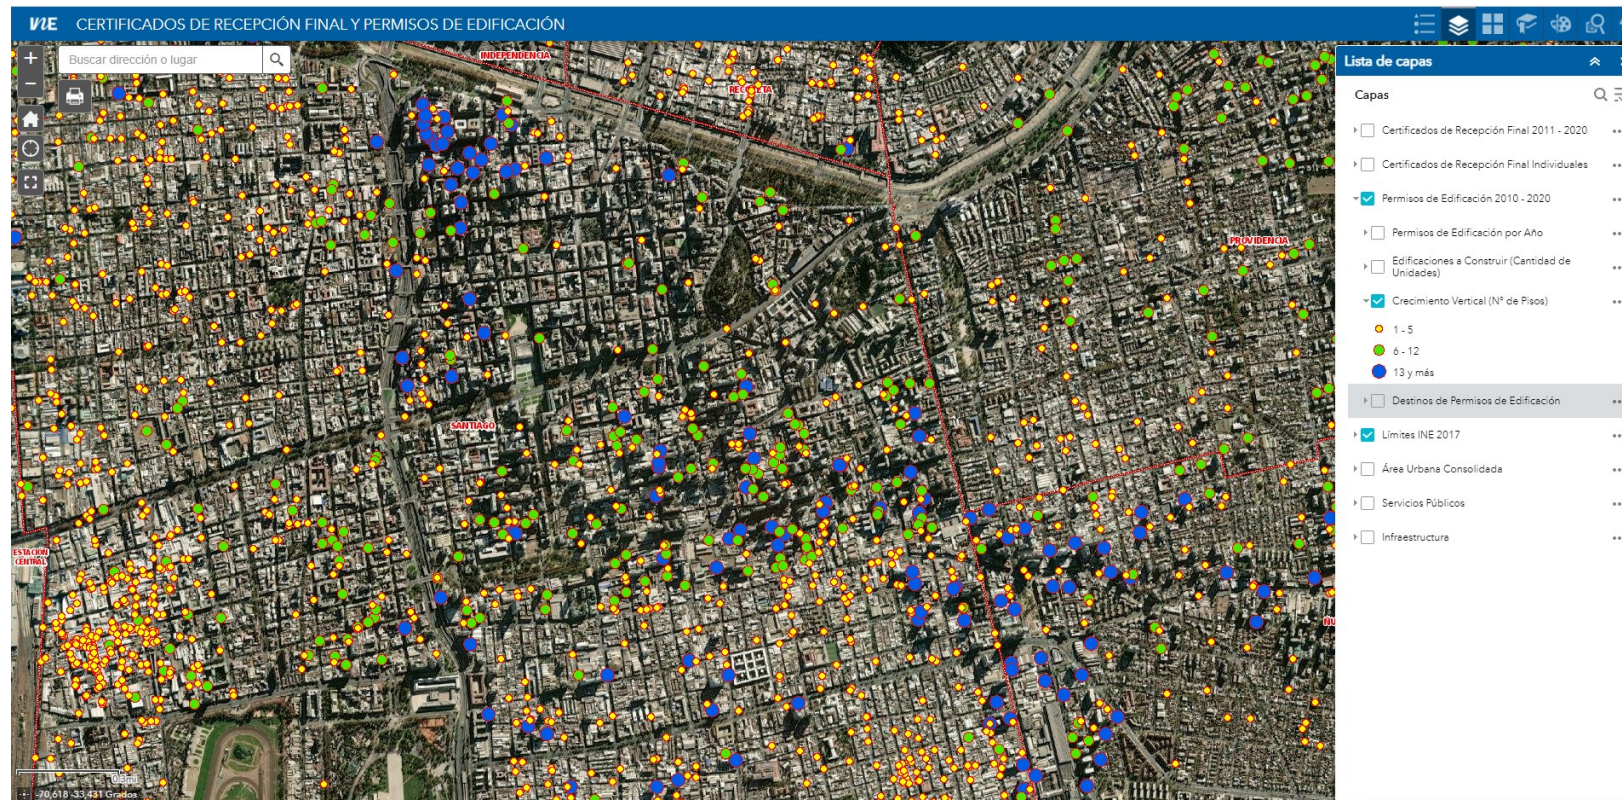 INE CERTIFICADOS DE RECEPCIÓN FINAL Y PERMISOS DE EDIFICACIÓN
Buscar dirección o lugar
INDEPENDENCIA
RECOLETA
PROVIDENCIA
SANTIAGO
ESTACIÓN
CENTRAL
-70,618 -33,431 Grados
Lista de capas
Capas
Certificados de Recepción Final 2011 - 2020
Certificados de Recepción Final Individuales
Permisos de Edificación 2010 - 2020
Permisos de Edificación por Año
Edificaciones a Construir (Cantidad de
Unidades)
Crecimiento Vertical (N° de Pisos)
1 - 5
6 - 12
13 y más
Destinos de Permisos de Edificación
Límites INE 2017
Área Urbana Consolidada
Servicios Públicos
Infraestructura